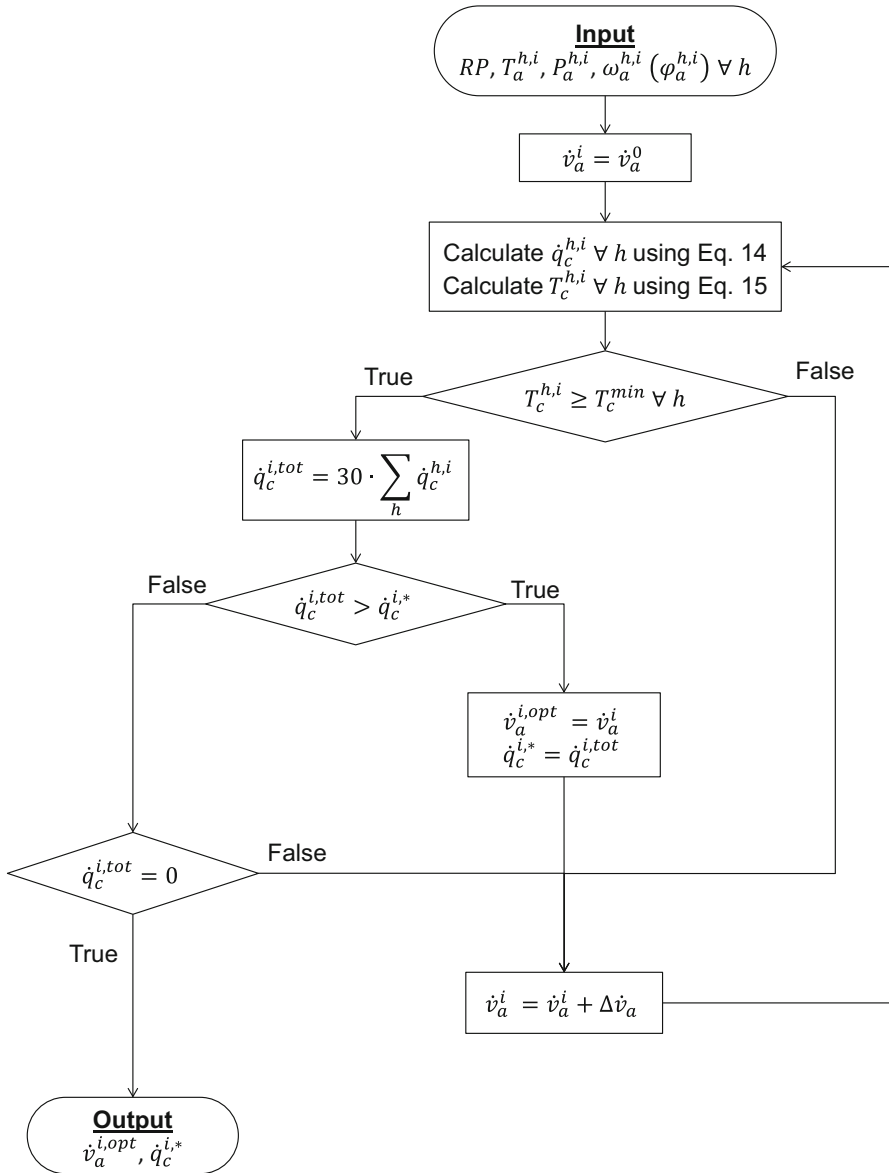 Input
RP, T_a^{h,i}, P_a^{h,i}, ω_a^{h,i} (φ_a^{h,i}) ∀ h
v̇_a^i = v̇_a^0
Calculate q̇_c^{h,i} ∀ h using Eq. 14
Calculate T_c^{h,i} ∀ h using Eq. 15
True
False
T_c^{h,i} ≥ T_c^{min} ∀ h
q̇_c^{i,tot} = 30 · ∑_h q̇_c^{h,i}
False
True
q̇_c^{i,tot} > q̇_c^{i,*}
v̇_a^{i,opt} = v̇_a^i
q̇_c^{i,*} = q̇_c^{i,tot}
False
q̇_c^{i,tot} = 0
True
v̇_a^i = v̇_a^i + Δv̇_a
Output
v̇_a^{i,opt}, q̇_c^{i,*}